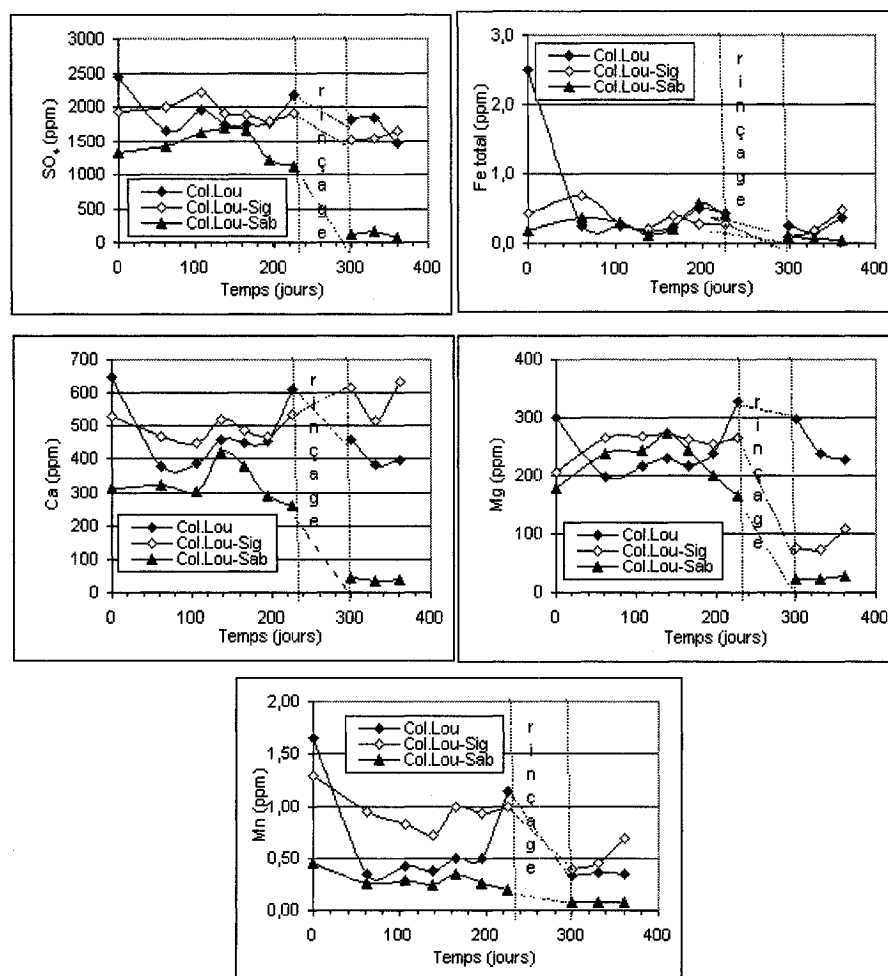 3000
2500
2000
1500
1000
500
0
SO₄ (ppm)
Col.Lou
Col.Lou-Sig
Col.Lou-Sab
rinçage
0
100
200
300
400
Temps (jours)
3,0
2,0
1,0
0,0
Fe total (ppm)
Col.Lou
Col.Lou-Sig
Col.Lou-Sab
rinçage
0
100
200
300
400
Temps (jours)
700
600
500
400
300
200
100
0
Ca (ppm)
Col.Lou
Col.Lou-Sig
Col.Lou-Sab
rinçage
0
100
200
300
400
Temps (jours)
400
300
200
100
0
Mg (ppm)
Col.Lou
Col.Lou-Sig
Col.Lou-Sab
rinçage
0
100
200
300
400
Temps (jours)
2,00
1,50
1,00
0,50
0,00
Mn (ppm)
Col.Lou
Col.Lou-Sig
Col.Lou-Sab
rinçage
0
100
200
300
400
Temps (jours)